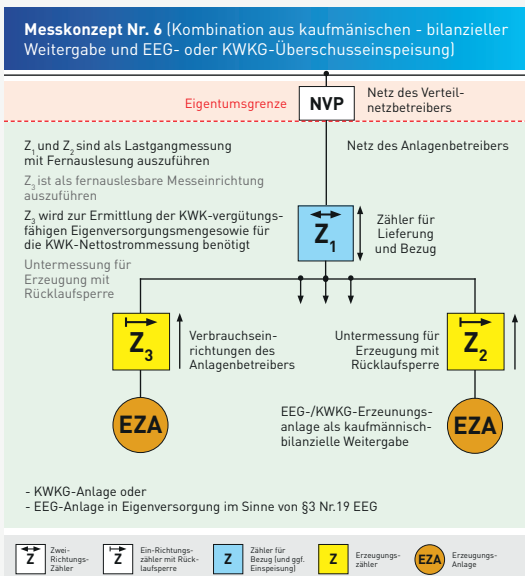 Messkonzept Nr. 6 (Kombination aus kaufmänischen - bilanzieller
Weitergabe und EEG- oder KWKG-Überschusseinspeisung)
Eigentumsgrenze
NVP
Netz des Verteil-
netzbetreibers
Z₁ und Z₂ sind als Lastgangmessung
mit Fernauslesung auszuführen
Z₃ ist als fernauslesbare Messeinrichtung
auszuführen
Z₃ wird zur Ermittlung der KWK-vergütungs-
fähigen Eigenversorgungsmengesowie für
die KWK-Nettostrommessung benötigt
Untermessung für
Erzeugung mit
Rücklaufsperre
Netz des Anlagenbetreibers
Z₁
Zähler für
Lieferung
und Bezug
Z₃
Verbrauchsein-
richtungen des
Anlagenbetreibers
Untermessung für
Erzeugung mit
Rücklaufsperre
Z₂
EZA
EEG-/KWKG-Erzeunungs-
anlage als kaufmännisch-
bilanzielle Weitergabe
EZA
- KWKG-Anlage oder
- EEG-Anlage in Eigenversorgung im Sinne von §3 Nr.19 EEG
Z
Zwei-
Richtungs-
Zähler
Z
Ein-Richtungs-
zähler mit Rück-
laufsperre
Z
Zähler für
Bezug (und ggf.
Einspeisung)
Z
Erzeugungs-
zähler
EZA
Erzeugungs-
Anlage